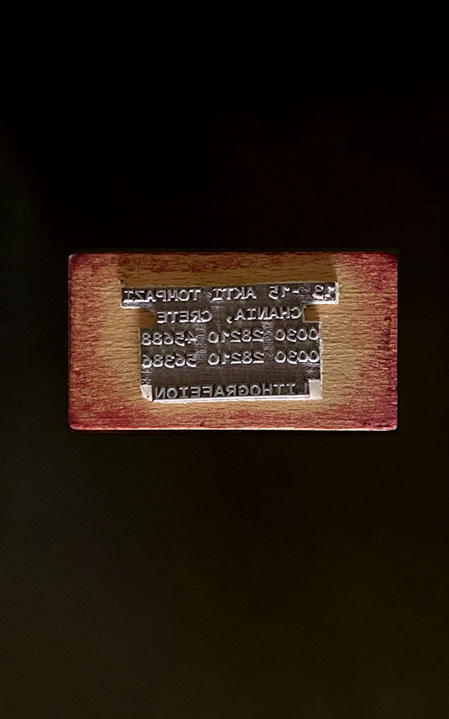 13-15 AKTI TOMPAZI
CHANIA, CRETE
0030 28210 45688
0030 28210 56386
LITHOGRAFEION